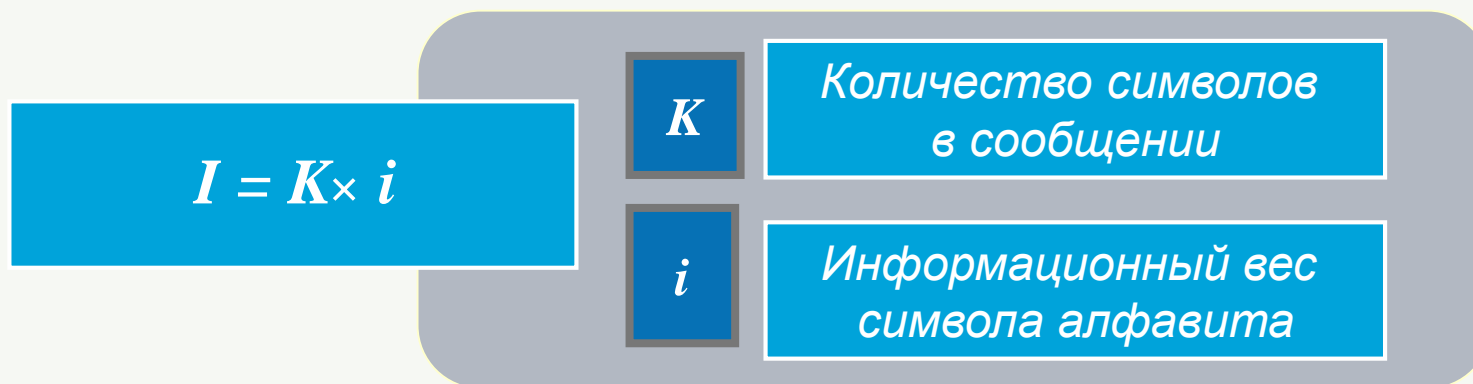 I = K× i
K
Количество символов
в сообщении
i
Информационный вес
символа алфавита